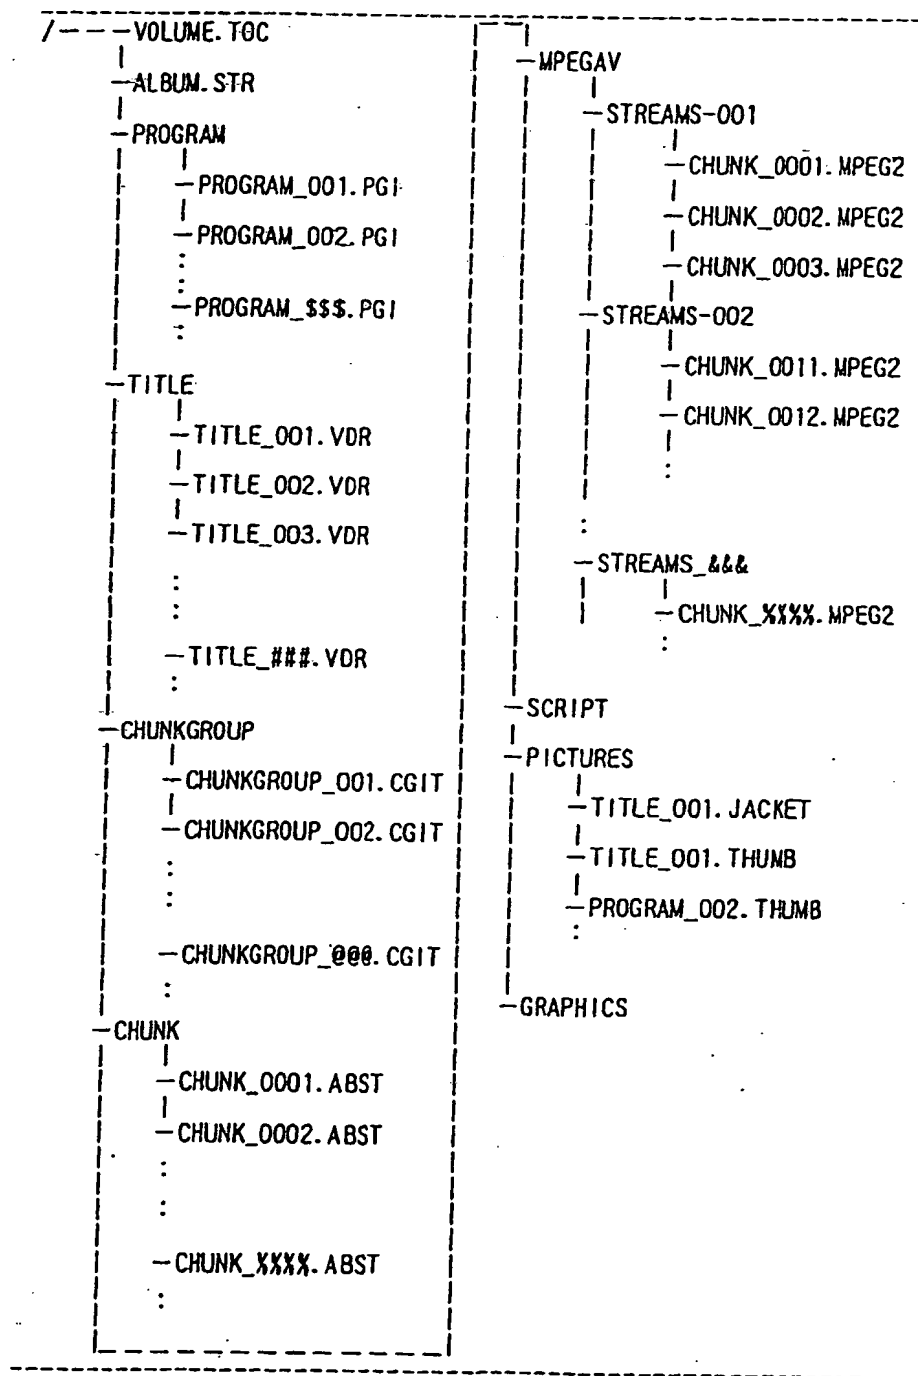 /---VOLUME.TOC
ALBUM.STR
PROGRAM
PROGRAM_001.PGI
PROGRAM_002.PGI
:
:
PROGRAM_$$$.PGI
:
TITLE
TITLE_001.VDR
TITLE_002.VDR
TITLE_003.VDR
:
:
TITLE_###.VDR
:
CHUNKGROUP
CHUNKGROUP_001.CGIT
CHUNKGROUP_002.CGIT
:
:
CHUNKGROUP_@@@.CGIT
:
CHUNK
CHUNK_0001.ABST
CHUNK_0002.ABST
:
:
CHUNK_%%%%.ABST
:
MPEGAV
STREAMS-001
CHUNK_0001.MPEG2
CHUNK_0002.MPEG2
CHUNK_0003.MPEG2
STREAMS-002
CHUNK_0011.MPEG2
CHUNK_0012.MPEG2
:
:
STREAMS_&&&
CHUNK_%%%%.MPEG2
:
SCRIPT
PICTURES
TITLE_001.JACKET
TITLE_001.THUMB
PROGRAM_002.THUMB
:
GRAPHICS